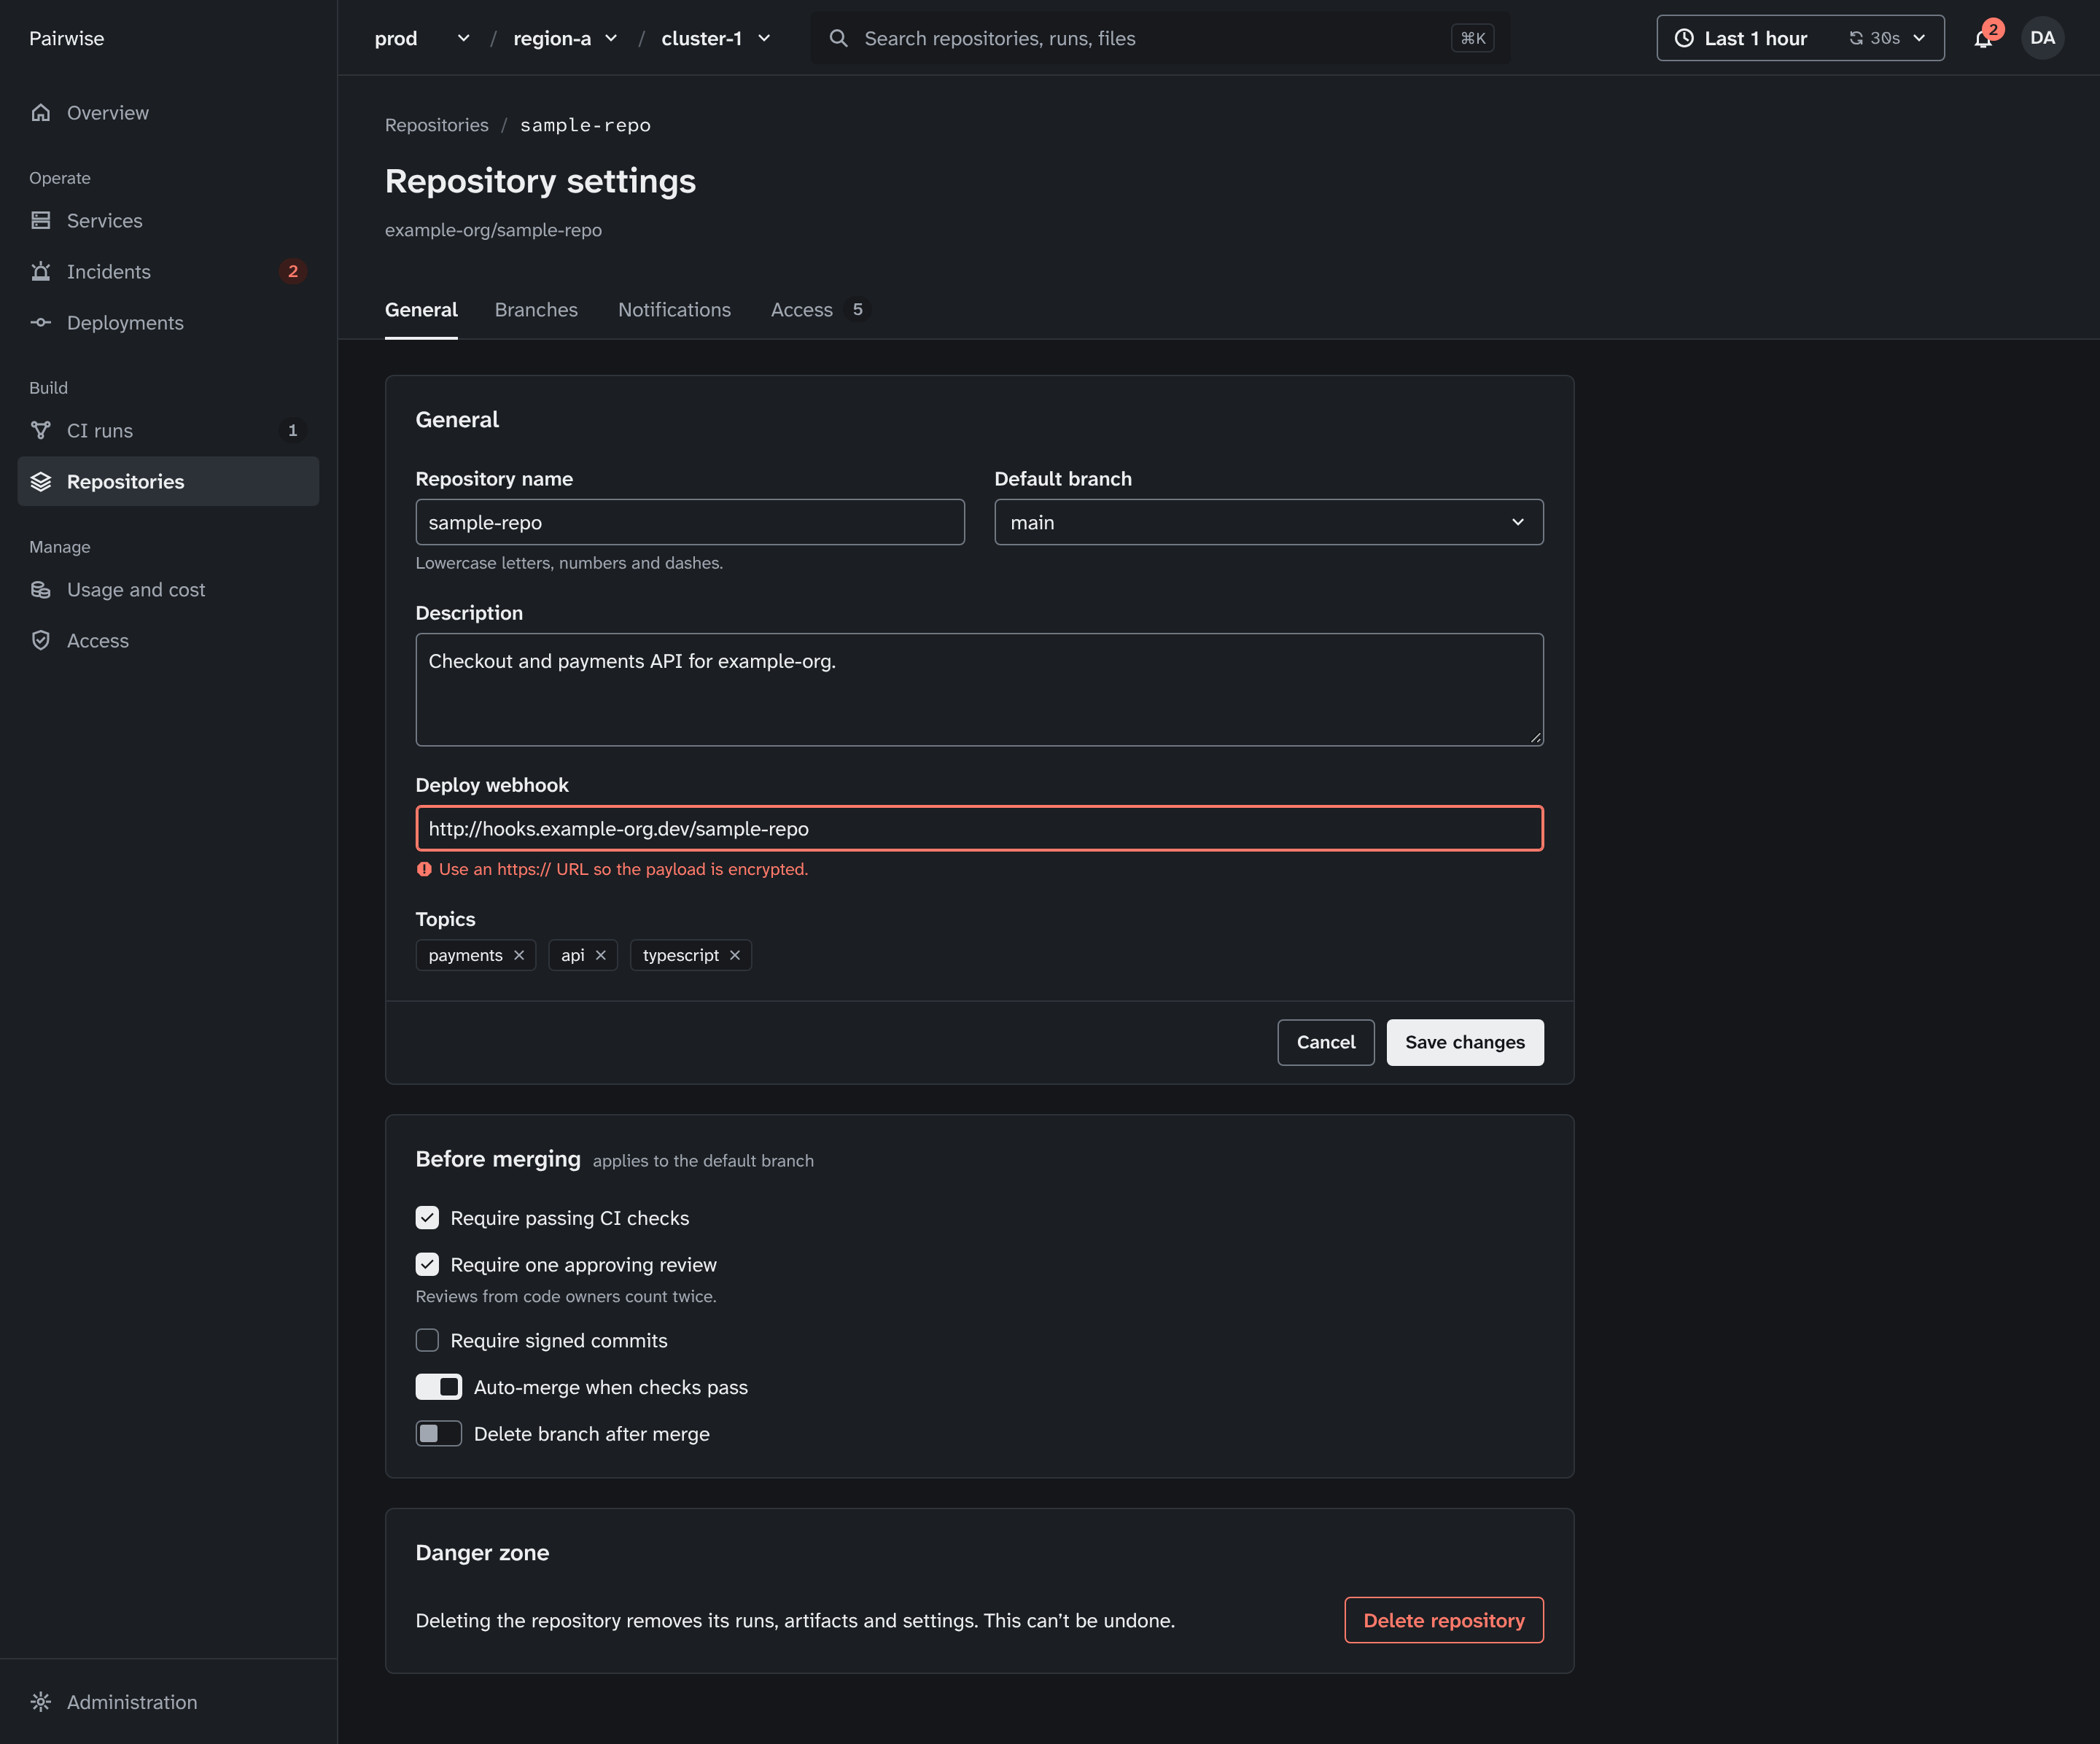 Pairwise
prod / region-a / cluster-1
Search repositories, runs, files ⌘K
Last 1 hour 30s
2
DA
Overview
Operate
Services
Incidents 2
Deployments
Build
CI runs 1
Repositories
Manage
Usage and cost
Access
Administration
Repositories / sample-repo
Repository settings
example-org/sample-repo
General Branches Notifications Access 5
General
Repository name
sample-repo
Lowercase letters, numbers and dashes.
Default branch
main
Description
Checkout and payments API for example-org.
Deploy webhook
http://hooks.example-org.dev/sample-repo
Use an https:// URL so the payload is encrypted.
Topics
payments api typescript
Cancel Save changes
Before merging applies to the default branch
Require passing CI checks
Require one approving review
Reviews from code owners count twice.
Require signed commits
Auto-merge when checks pass
Delete branch after merge
Danger zone
Deleting the repository removes its runs, artifacts and settings. This can’t be undone.
Delete repository